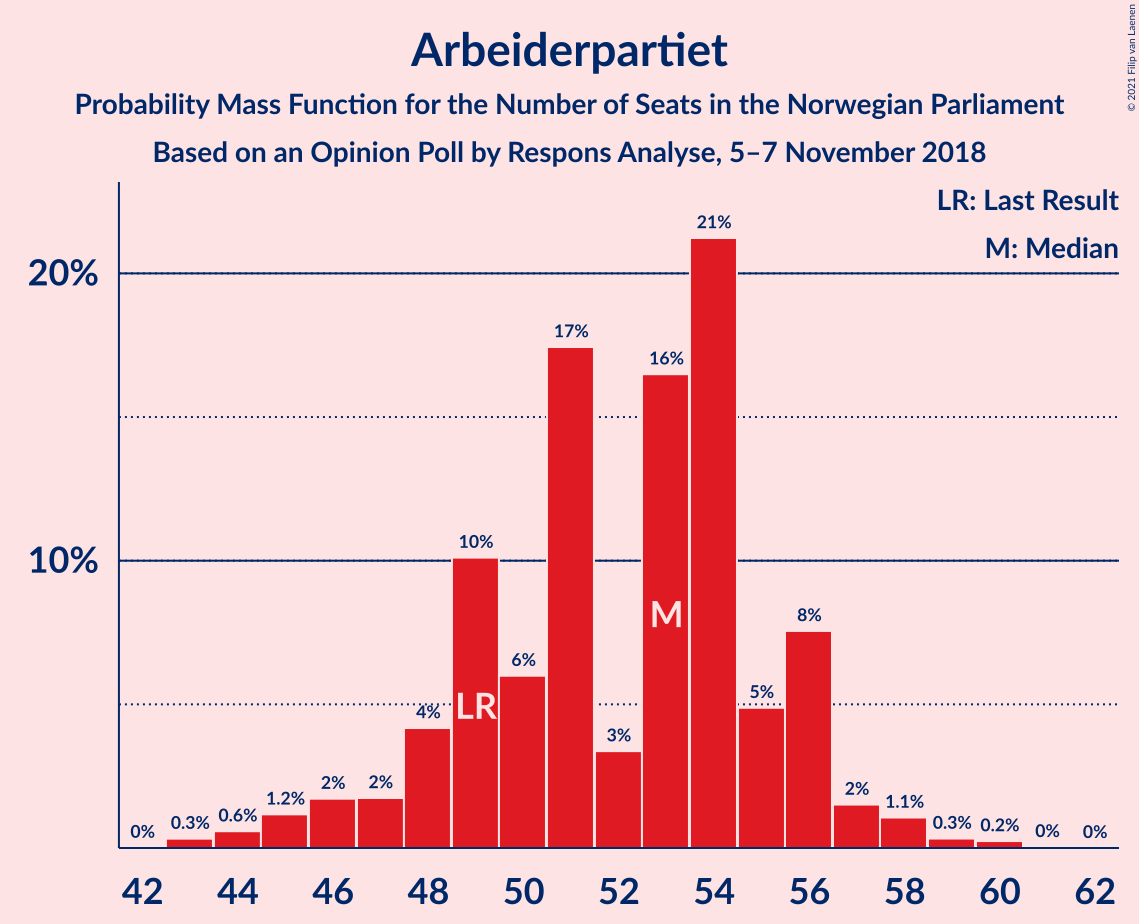 Arbeiderpartiet
Probability Mass Function for the Number of Seats in the Norwegian Parliament
Based on an Opinion Poll by Respons Analyse, 5–7 November 2018
© 2021 Filip van Laenen
LR: Last Result
M: Median
20%
10%
0% 0.3% 0.6% 1.2% 2% 2% 4% 10% 6% 17% 3% 16% 21% 5% 8% 2% 1.1% 0.3% 0.2% 0% 0%
LR M
42 44 46 48 50 52 54 56 58 60 62